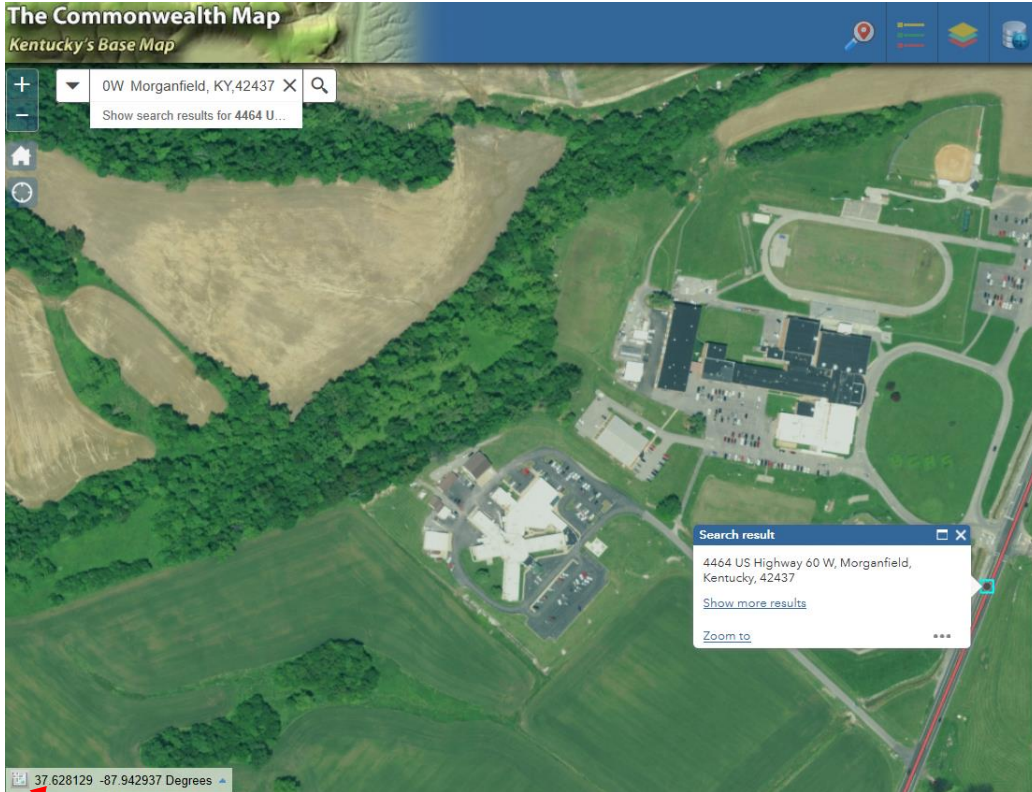 The Commonwealth Map
Kentucky's Base Map
0W Morganfield, KY,42437
Show search results for 4464 U...
Search result
4464 US Highway 60 W, Morganfield,
Kentucky, 42437
Show more results
Zoom to
37.628129 -87.942937 Degrees